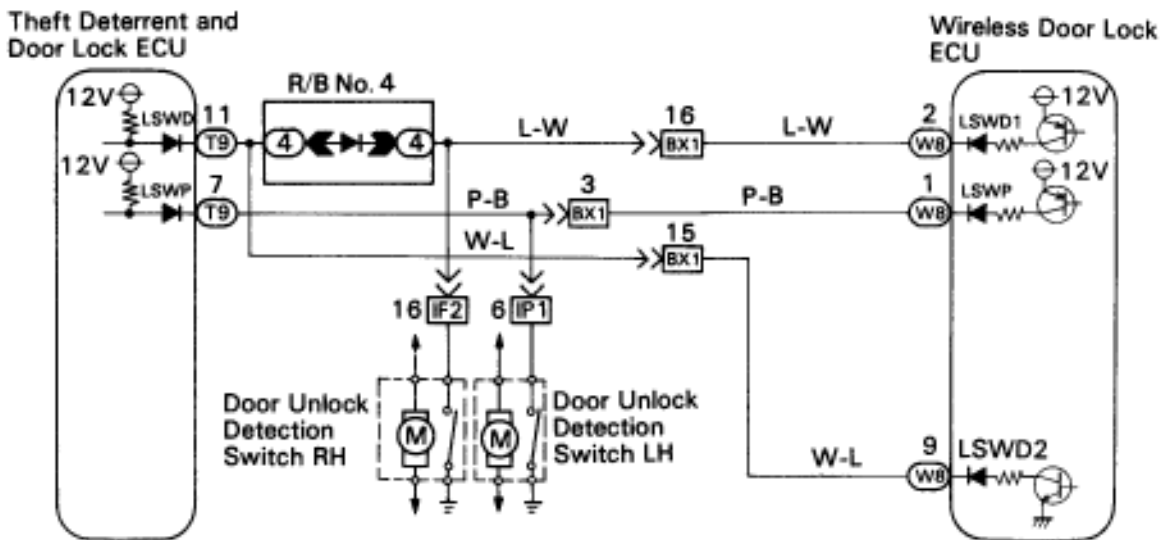 Theft Deterrent and
Door Lock ECU
Wireless Door Lock
ECU
R/B No. 4
12V
LSWD
11
T9
4
4
L-W
16
BX1
L-W
2
W8
LSWD1
12V
12V
LSWP
7
T9
P-B
3
BX1
P-B
1
W8
LSWP
12V
W-L
15
BX1
16
IF2
6
IP1
Door Unlock
Detection
Switch RH
M
M
Door Unlock
Detection
Switch LH
W-L
9
W8
LSWD2